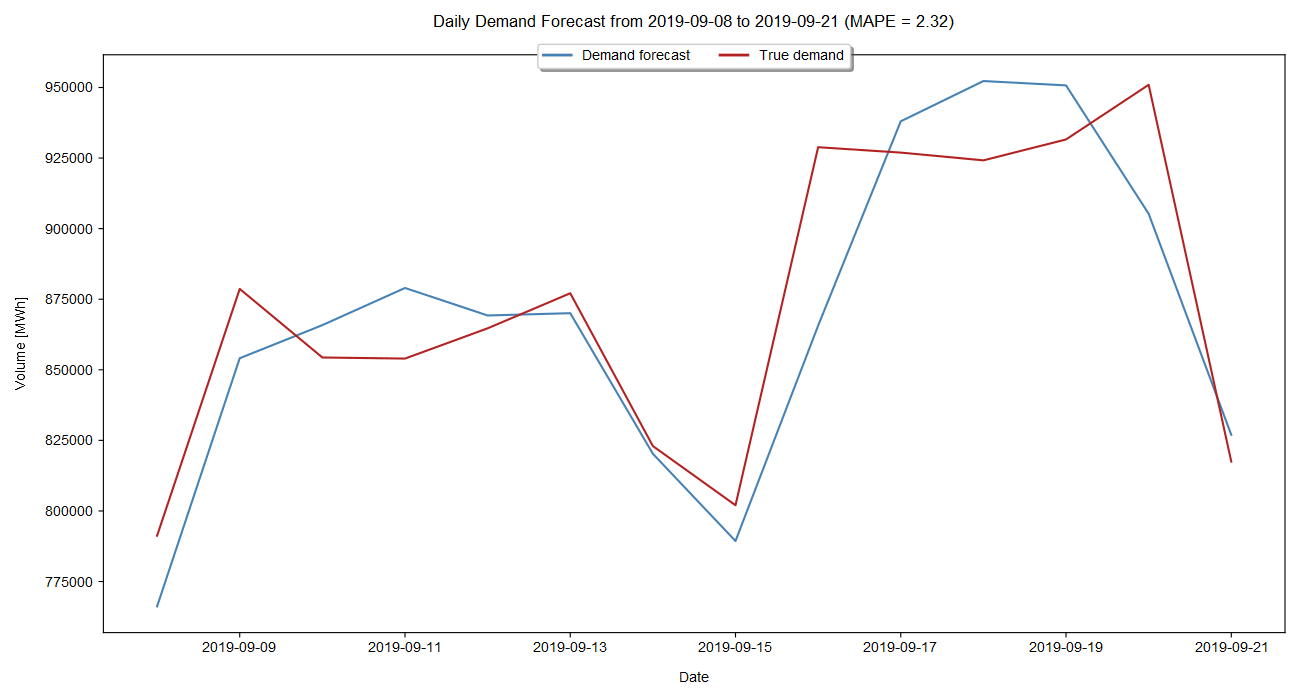 Daily Demand Forecast from 2019-09-08 to 2019-09-21 (MAPE = 2.32)
Demand forecast True demand
950000
925000
900000
875000
850000
825000
800000
775000
Volume [MWh]
2019-09-09 2019-09-11 2019-09-13 2019-09-15 2019-09-17 2019-09-19 2019-09-21
Date